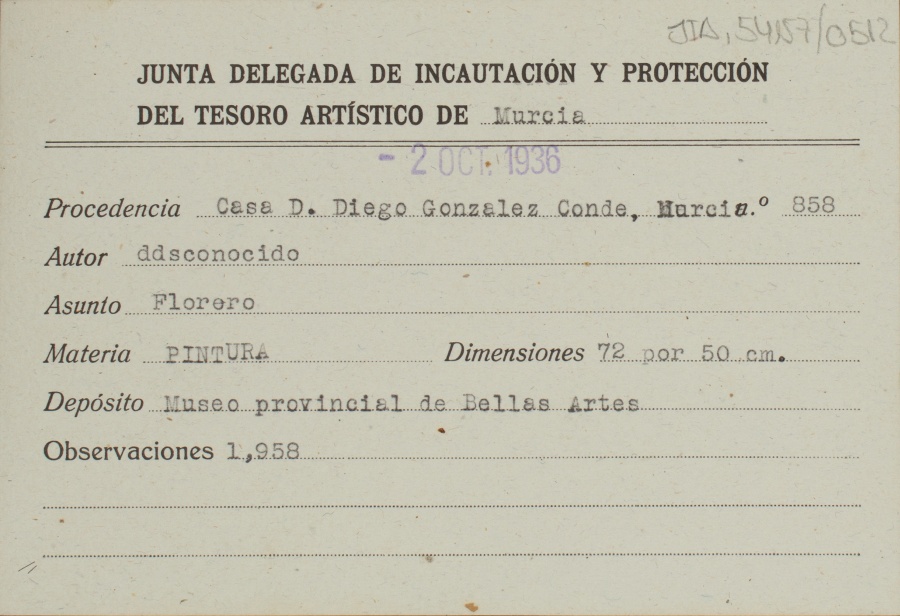 JIA, 54157/0512
JUNTA DELEGADA DE INCAUTACIÓN Y PROTECCIÓN
DEL TESORO ARTÍSTICO DE Murcia
- 2 OCT. 1936
Procedencia Casa D. Diego Gonzalez Conde, Murcia.º 858
Autor ddsconocido
Asunto Florero
Materia PINTURA Dimensiones 72 por 50 cm.
Depósito Museo provincial de Bellas Artes
Observaciones 1,958